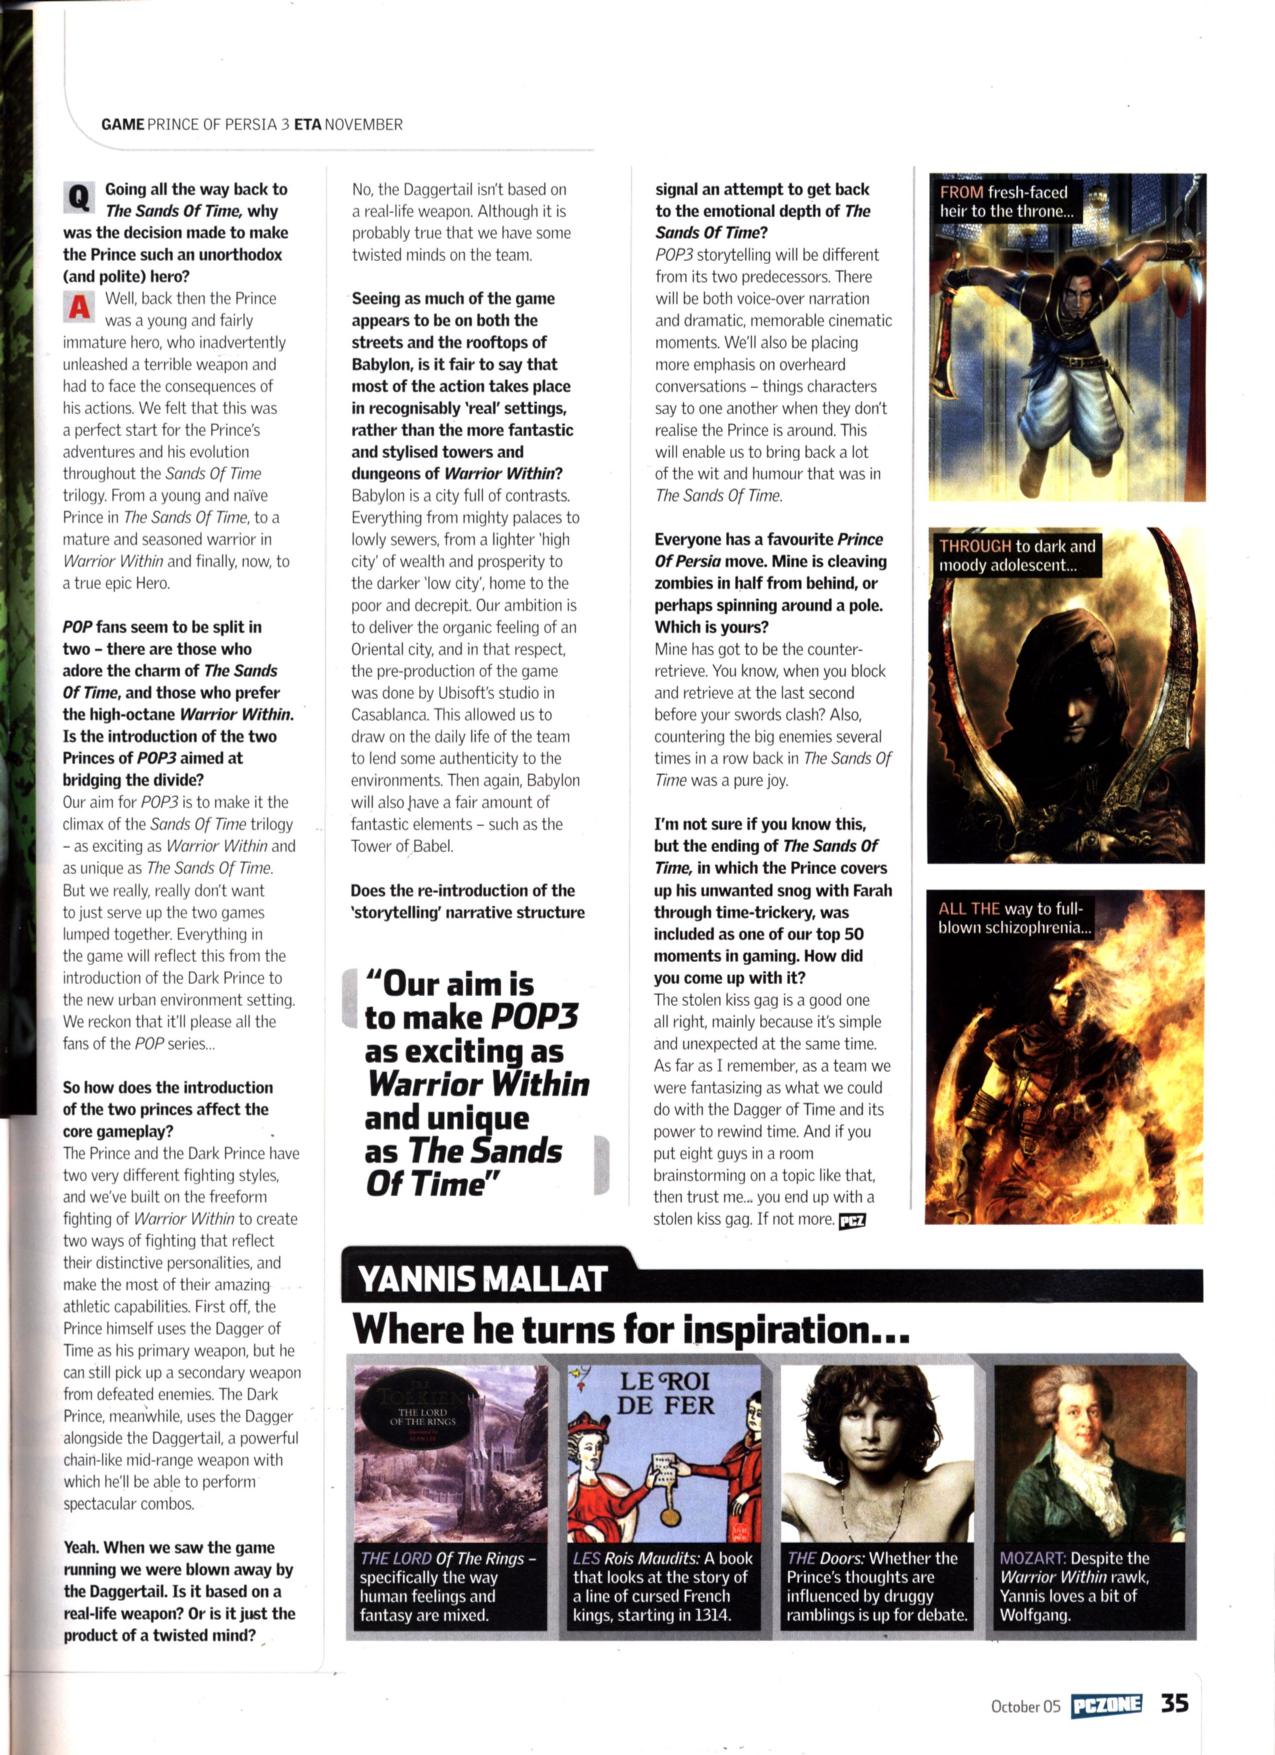 GAME PRINCE OF PERSIA 3 ETA NOVEMBER
Q Going all the way back to
The Sands Of Time, why
was the decision made to make
the Prince such an unorthodox
(and polite) hero?
A Well, back then the Prince
was a young and fairly
immature hero, who inadvertently
unleashed a terrible weapon and
had to face the consequences of
his actions. We felt that this was
a perfect start for the Prince's
adventures and his evolution
throughout the Sands Of Time
trilogy. From a young and naïve
Prince in The Sands Of Time, to a
mature and seasoned warrior in
Warrior Within and finally, now, to
a true epic Hero.
POP fans seem to be split in
two – there are those who
adore the charm of The Sands
Of Time, and those who prefer
the high-octane Warrior Within.
Is the introduction of the two
Princes of POP3 aimed at
bridging the divide?
Our aim for POP3 is to make it the
climax of the Sands Of Time trilogy
– as exciting as Warrior Within and
as unique as The Sands Of Time.
But we really, really don't want
to just serve up the two games
lumped together. Everything in
the game will reflect this from the
introduction of the Dark Prince to
the new urban environment setting.
We reckon that it'll please all the
fans of the POP series...
So how does the introduction
of the two princes affect the
core gameplay?
The Prince and the Dark Prince have
two very different fighting styles,
and we've built on the freeform
fighting of Warrior Within to create
two ways of fighting that reflect
their distinctive personalities, and
make the most of their amazing
athletic capabilities. First off, the
Prince himself uses the Dagger of
Time as his primary weapon, but he
can still pick up a secondary weapon
from defeated enemies. The Dark
Prince, meanwhile, uses the Dagger
alongside the Daggertail, a powerful
chain-like mid-range weapon with
which he'll be able to perform
spectacular combos.
Yeah. When we saw the game
running we were blown away by
the Daggertail. Is it based on a
real-life weapon? Or is it just the
product of a twisted mind?
No, the Daggertail isn't based on
a real-life weapon. Although it is
probably true that we have some
twisted minds on the team.
Seeing as much of the game
appears to be on both the
streets and the rooftops of
Babylon, is it fair to say that
most of the action takes place
in recognisably 'real' settings,
rather than the more fantastic
and stylised towers and
dungeons of Warrior Within?
Babylon is a city full of contrasts.
Everything from mighty palaces to
lowly sewers, from a lighter 'high
city' of wealth and prosperity to
the darker 'low city', home to the
poor and decrepit. Our ambition is
to deliver the organic feeling of an
Oriental city, and in that respect,
the pre-production of the game
was done by Ubisoft's studio in
Casablanca. This allowed us to
draw on the daily life of the team
to lend some authenticity to the
environments. Then again, Babylon
will also have a fair amount of
fantastic elements – such as the
Tower of Babel.
Does the re-introduction of the
'storytelling' narrative structure
"Our aim is
to make POP3
as exciting as
Warrior Within
and unique
as The Sands
Of Time"
signal an attempt to get back
to the emotional depth of The
Sands Of Time?
POP3 storytelling will be different
from its two predecessors. There
will be both voice-over narration
and dramatic, memorable cinematic
moments. We'll also be placing
more emphasis on overheard
conversations – things characters
say to one another when they don't
realise the Prince is around. This
will enable us to bring back a lot
of the wit and humour that was in
The Sands Of Time.
Everyone has a favourite Prince
Of Persia move. Mine is cleaving
zombies in half from behind, or
perhaps spinning around a pole.
Which is yours?
Mine has got to be the counter-
retrieve. You know, when you block
and retrieve at the last second
before your swords clash? Also,
countering the big enemies several
times in a row back in The Sands Of
Time was a pure joy.
I'm not sure if you know this,
but the ending of The Sands Of
Time, in which the Prince covers
up his unwanted snog with Farah
through time-trickery, was
included as one of our top 50
moments in gaming. How did
you come up with it?
The stolen kiss gag is a good one
all right, mainly because it's simple
and unexpected at the same time.
As far as I remember, as a team we
were fantasizing as what we could
do with the Dagger of Time and its
power to rewind time. And if you
put eight guys in a room
brainstorming on a topic like that,
then trust me... you end up with a
stolen kiss gag. If not more. PCZ
FROM fresh-faced
heir to the throne...
THROUGH to dark and
moody adolescent...
ALL THE way to full-
blown schizophrenia...
YANNIS MALLAT
Where he turns for inspiration...
TOLKIEN
THE LORD
OF THE RINGS
THE LORD Of The Rings –
specifically the way
human feelings and
fantasy are mixed.
LE ROI
DE FER
LES Rois Maudits: A book
that looks at the story of
a line of cursed French
kings, starting in 1314.
THE Doors: Whether the
Prince's thoughts are
influenced by druggy
ramblings is up for debate.
MOZART: Despite the
Warrior Within rawk,
Yannis loves a bit of
Wolfgang.
October 05 PCZONE 35